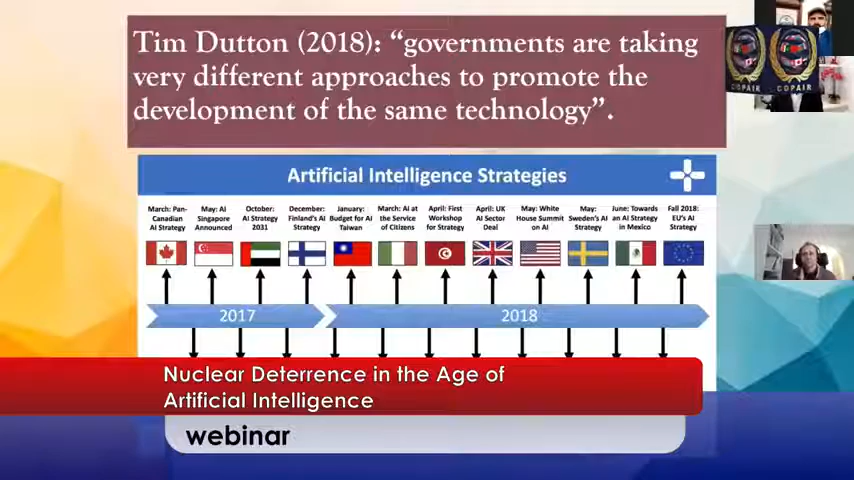 Tim Dutton (2018): “governments are taking
very different approaches to promote the
development of the same technology”.
COPAIR - COPAIR
Artificial Intelligence Strategies
March: Pan-Canadian AI Strategy
May: AI Singapore Announced
October: AI Strategy 2031
December: Finland's AI Strategy
January: Budget for AI Taiwan
March: AI at the Service of Citizens
April: First Workshop for Strategy
April: UK AI Sector Deal
May: White House Summit on AI
May: Sweden's AI Strategy
June: Towards an AI Strategy in Mexico
Fall 2018: EU's AI Strategy
2017
2018
Nuclear Deterrence in the Age of
Artificial Intelligence
webinar